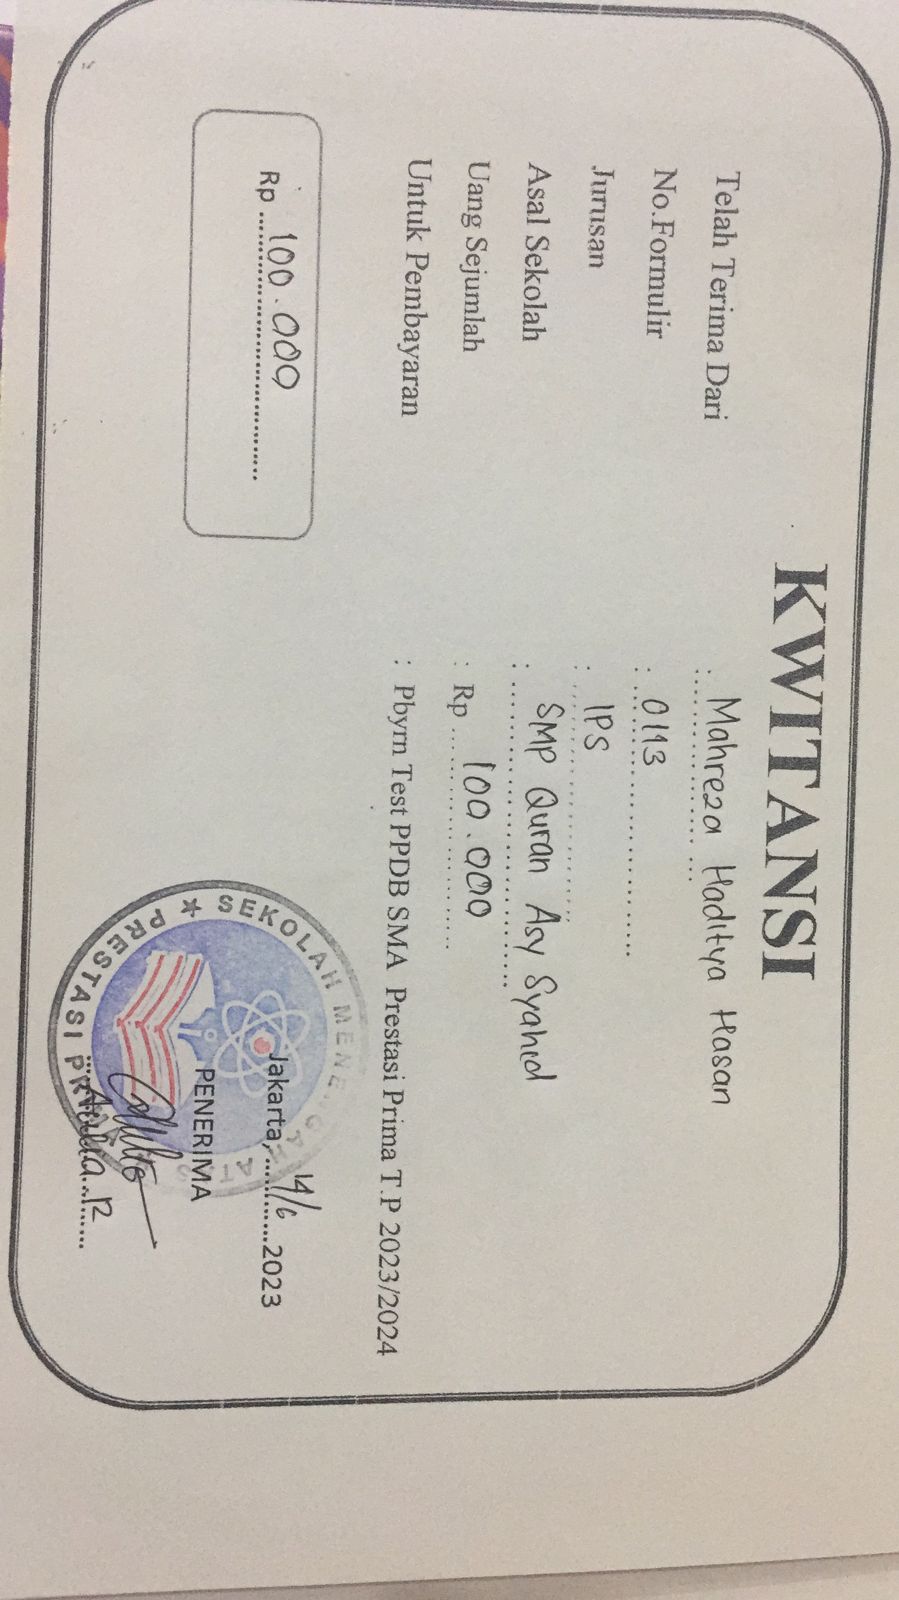 KWITANSI
Telah Terima Dari : Mahreza Haditya Hasan
No.Formulir : 0113
Jurusan : IPS
Asal Sekolah : SMP Quran Asy Syahid
Uang Sejumlah : Rp 100.000
Untuk Pembayaran : Pbyrn Test PPDB SMA Prestasi Prima T.P 2023/2024
Rp 100.000
Jakarta, 14/6 2023
PENERIMA
SEKOLAH MENENGAH ATAS
PRESTASI PRIMA